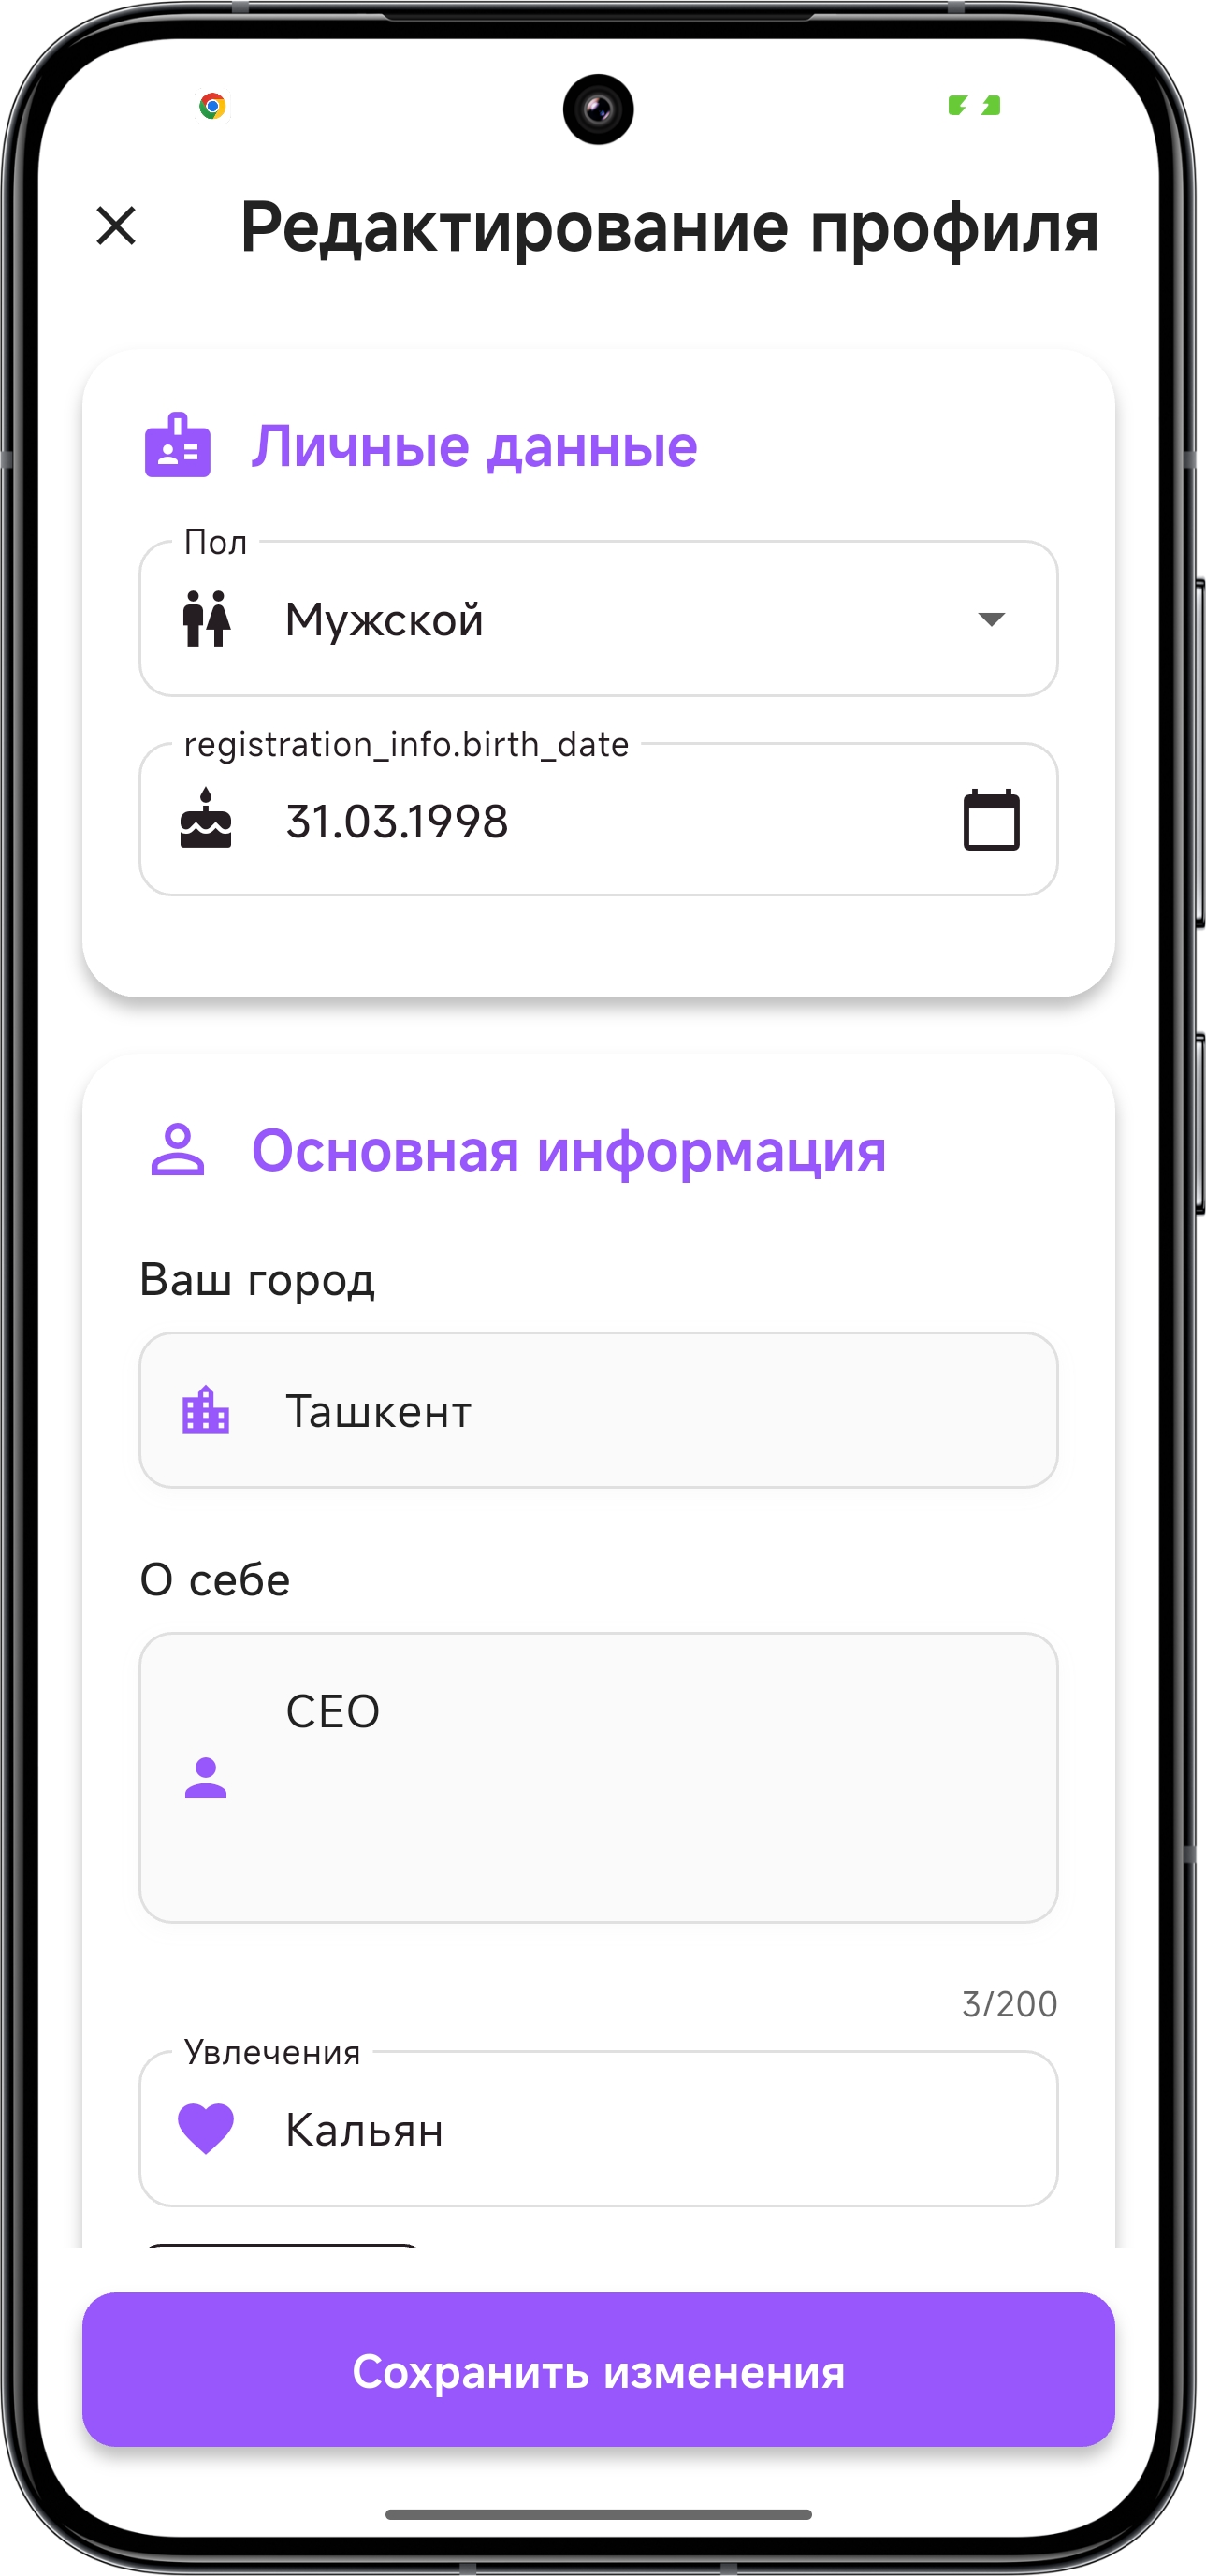 Редактирование профиля
Личные данные
Пол
Мужской
registration_info.birth_date
31.03.1998
Основная информация
Ваш город
Ташкент
О себе
CEO
3/200
Увлечения
Кальян
Сохранить изменения